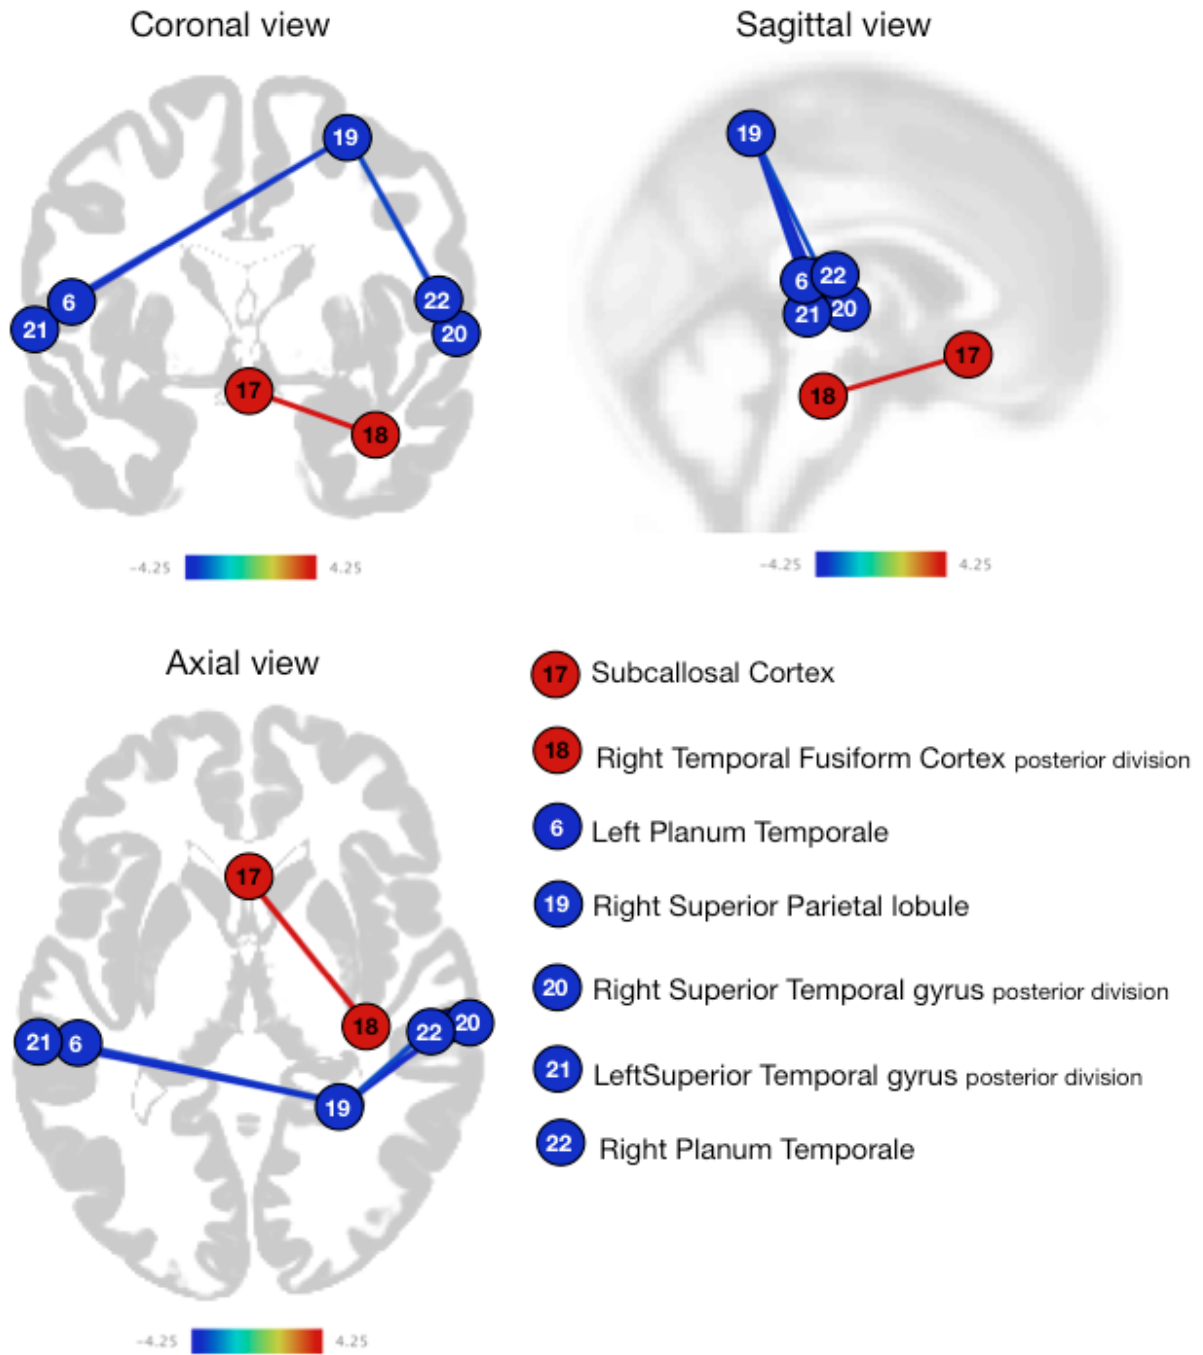 Coronal view
Sagittal view
19
6
21
22
20
17
18
19
6
22
21
20
17
18
-4.25 4.25
-4.25 4.25
Axial view
17
18
21
6
22
20
19
-4.25 4.25
17 Subcallosal Cortex
18 Right Temporal Fusiform Cortex posterior division
6 Left Planum Temporale
19 Right Superior Parietal lobule
20 Right Superior Temporal gyrus posterior division
21 LeftSuperior Temporal gyrus posterior division
22 Right Planum Temporale